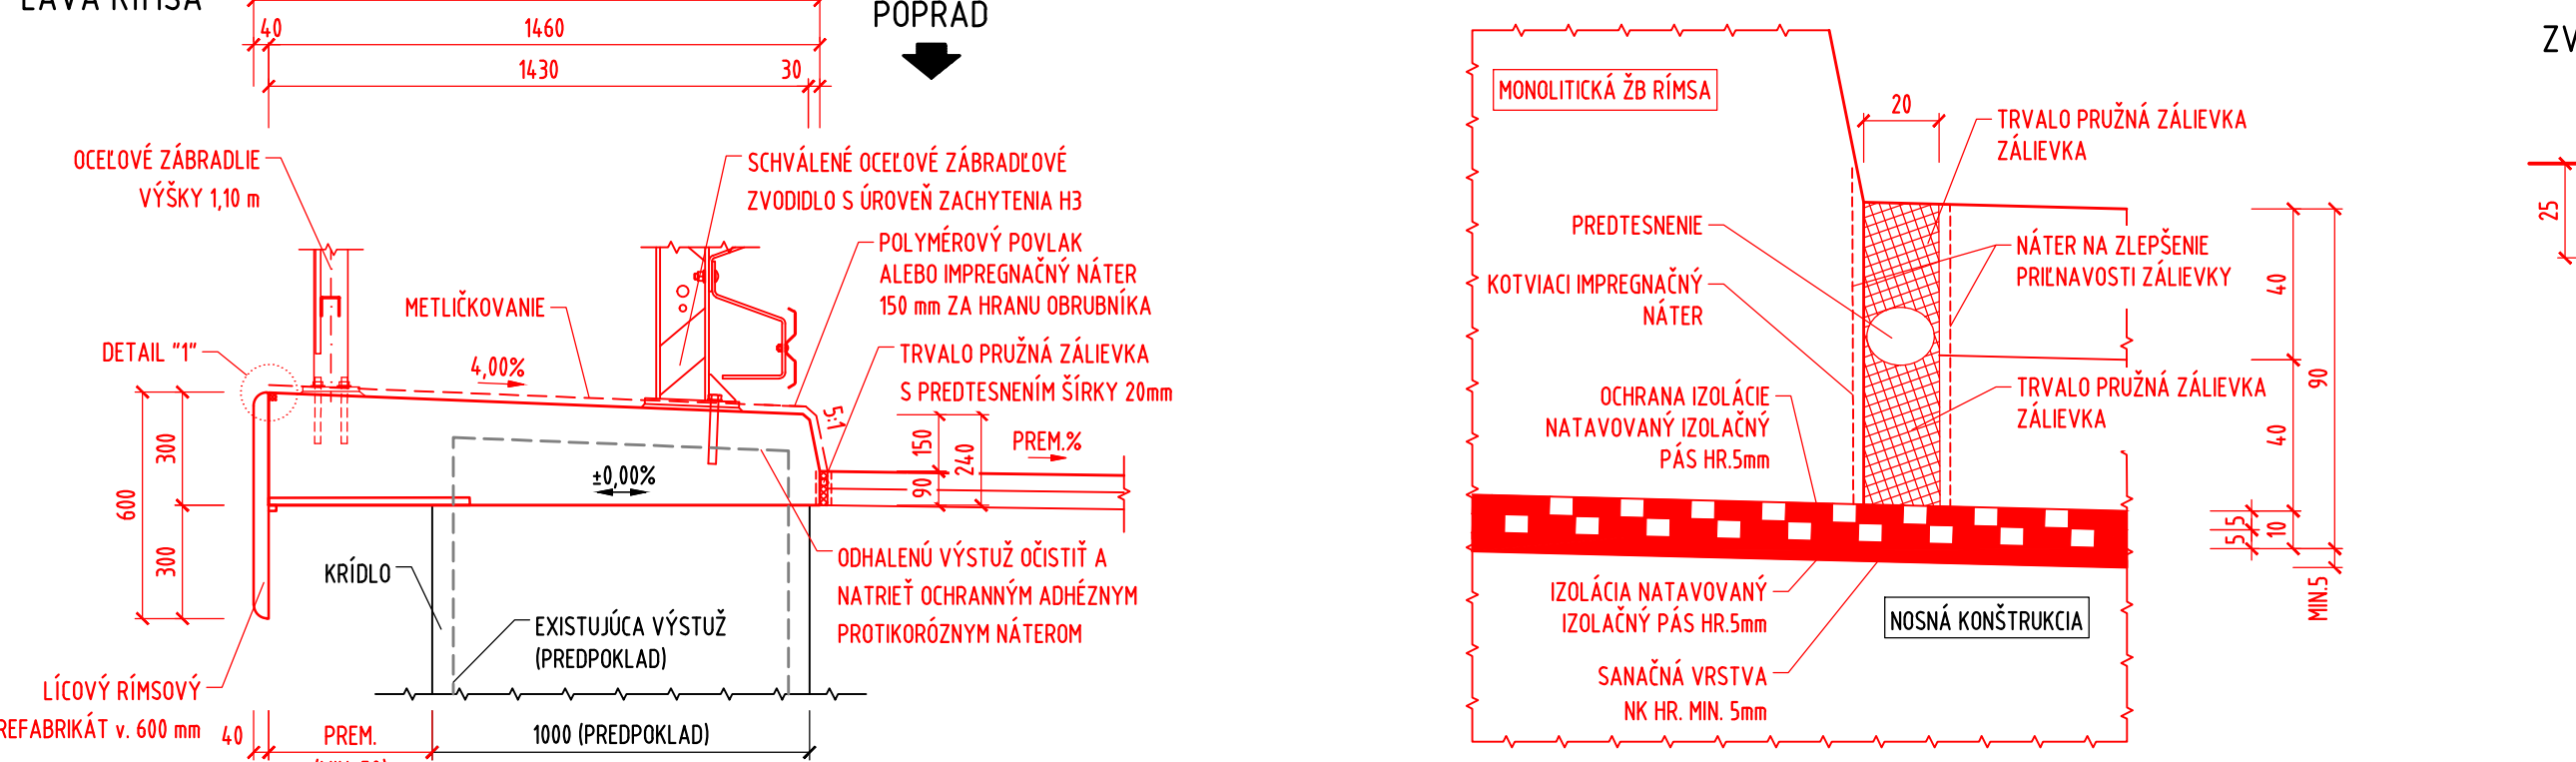 ĽAVÁ RÍMSA
POPRAD
40
1460
1430
30
OCEĽOVÉ ZÁBRADLIE
VÝŠKY 1,10 m
SCHVÁLENÉ OCEĽOVÉ ZÁBRADĽOVÉ
ZVODIDLO S ÚROVEŇ ZACHYTENIA H3
POLYMÉROVÝ POVLAK
ALEBO IMPREGNAČNÝ NÁTER
150 mm ZA HRANU OBRUBNÍKA
METLIČKOVANIE
DETAIL "1"
4,00%
TRVALO PRUŽNÁ ZÁLIEVKA
S PREDTESNENÍM ŠÍRKY 20mm
5:1
PREM.%
150
240
90
±0,00%
600
300
300
KRÍDLO
ODHALENÚ VÝSTUŽ OČISTIŤ A
NATRIEŤ OCHRANNÝM ADHÉZNYM
PROTIKORÓZNYM NÁTEROM
EXISTUJÚCA VÝSTUŽ
(PREDPOKLAD)
LÍCOVÝ RÍMSOVÝ
REFABRIKÁT v. 600 mm
40
PREM.
1000 (PREDPOKLAD)
MONOLITICKÁ ŽB RÍMSA
20
TRVALO PRUŽNÁ ZÁLIEVKA
ZÁLIEVKA
PREDTESNENIE
NÁTER NA ZLEPŠENIE
PRIĽNAVOSTI ZÁLIEVKY
KOTVIACI IMPREGNAČNÝ
NÁTER
OCHRANA IZOLÁCIE
NATAVOVANÝ IZOLAČNÝ
PÁS HR.5mm
TRVALO PRUŽNÁ ZÁLIEVKA
ZÁLIEVKA
40
90
40
5
5
10
MIN.5
IZOLÁCIA NATAVOVANÝ
IZOLAČNÝ PÁS HR.5mm
NOSNÁ KONŠTRUKCIA
SANAČNÁ VRSTVA
NK HR. MIN. 5mm
ZV
25